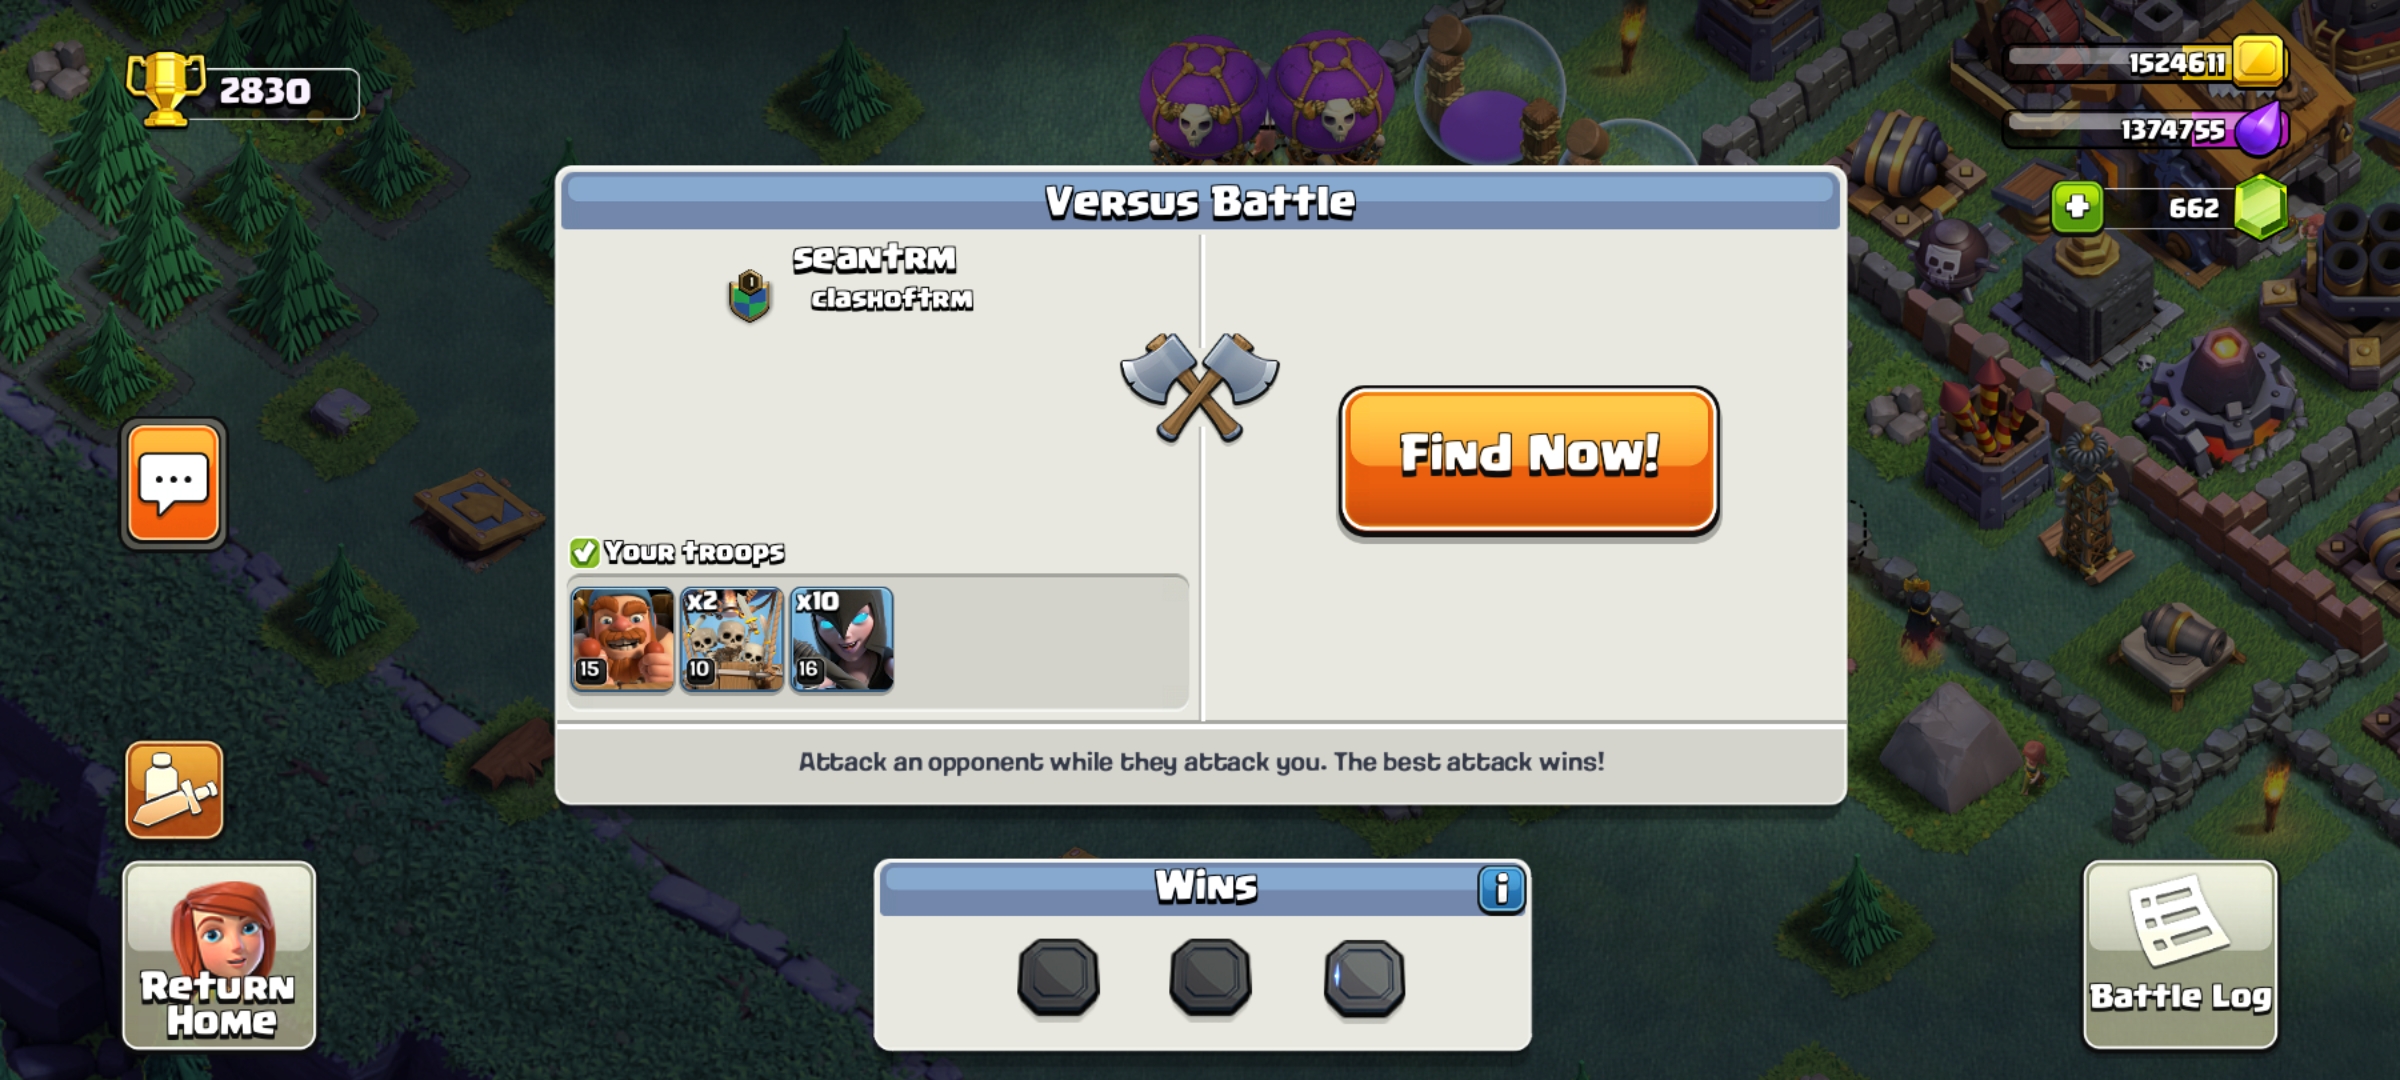 2830
1524611
1374755
662
Versus Battle
seantrm
1
clashoftrm
Find Now!
Your troops
x2
x10
15
10
16
Attack an opponent while they attack you. The best attack wins!
Wins
i
Return
Home
Battle Log